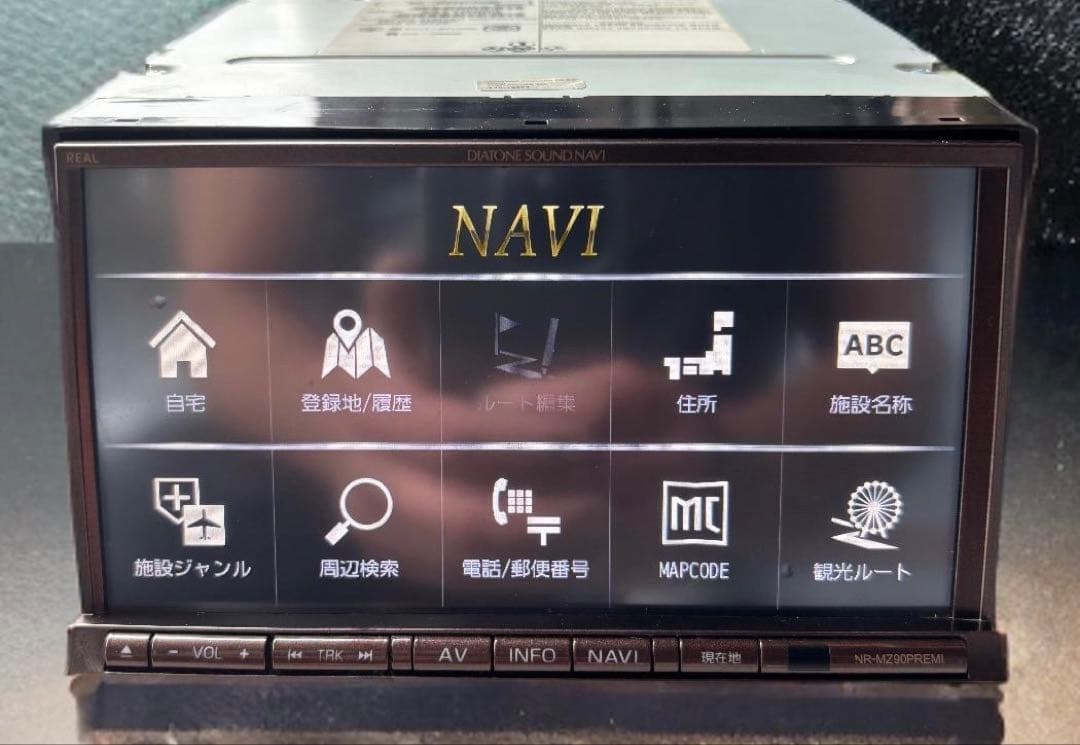 REAL
DIATONE SOUND.NAVI
NAVI
自宅
登録地/履歴
ルート編集
住所
ABC
施設名称
施設ジャンル
周辺検索
電話/郵便番号
MC
MAPCODE
観光ルート
− VOL +
TRK
AV
INFO
NAVI
現在地
NR-MZ90PREMI